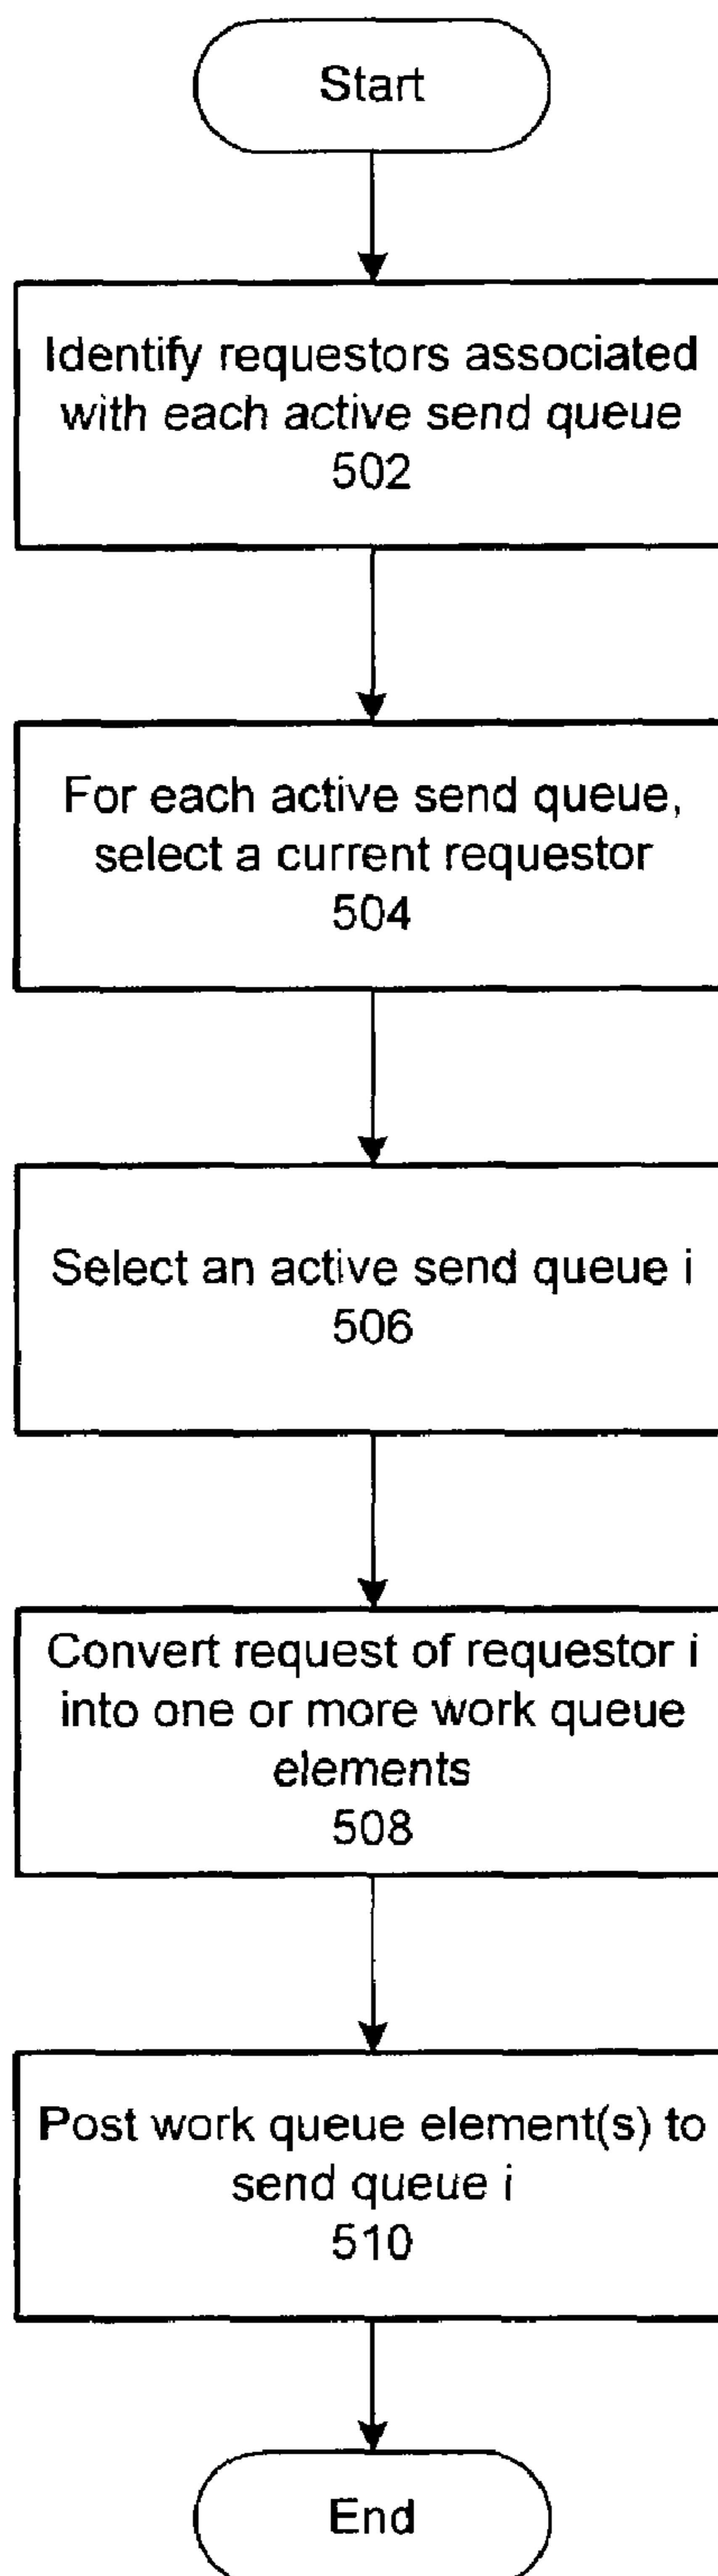 Start
Identify requestors associated
with each active send queue
502
For each active send queue,
select a current requestor
504
Select an active send queue i
506
Convert request of requestor i
into one or more work queue
elements
508
Post work queue element(s) to
send queue i
510
End